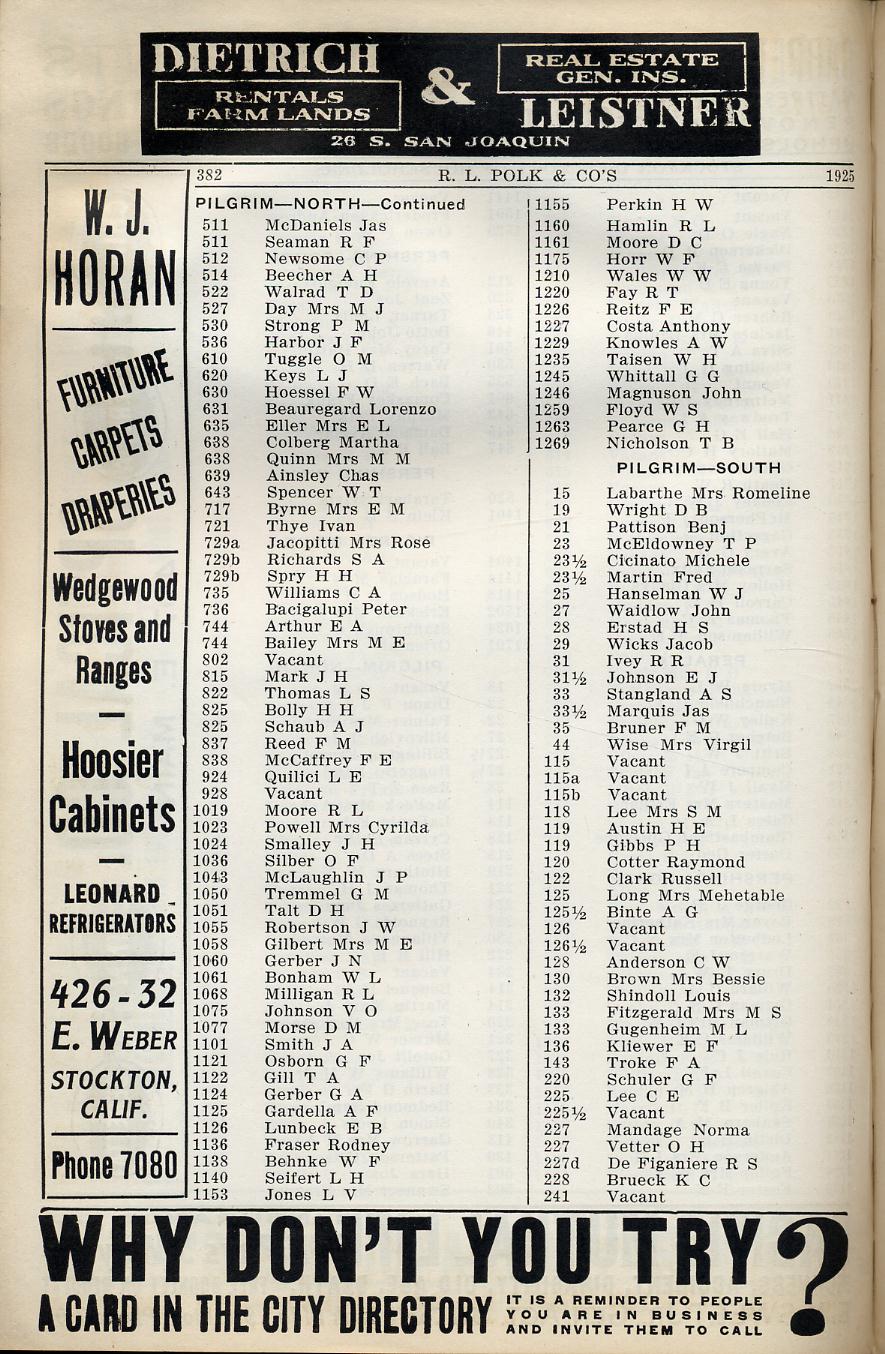 DIETRICH
RENTALS
FARM LANDS
&
REAL ESTATE
GEN. INS.
LEISTNER
26 S. SAN JOAQUIN
382 R. L. POLK & CO'S 1925
W. J.
HORAN
FURNITURE
CARPETS
DRAPERIES
Wedgewood
Stoves and
Ranges
Hoosier
Cabinets
LEONARD
REFRIGERATORS
426-32
E. WEBER
STOCKTON,
CALIF.
Phone 7080
PILGRIM—NORTH—Continued
511 McDaniels Jas
511 Seaman R F
512 Newsome C P
514 Beecher A H
522 Walrad T D
527 Day Mrs M J
530 Strong P M
536 Harbor J F
610 Tuggle O M
620 Keys L J
630 Hoessel F W
631 Beauregard Lorenzo
635 Eller Mrs E L
638 Colberg Martha
638 Quinn Mrs M M
639 Ainsley Chas
643 Spencer W T
717 Byrne Mrs E M
721 Thye Ivan
729a Jacopitti Mrs Rose
729b Richards S A
729b Spry H H
735 Williams C A
736 Bacigalupi Peter
744 Arthur E A
744 Bailey Mrs M E
802 Vacant
815 Mark J H
822 Thomas L S
825 Bolly H H
825 Schaub A J
837 Reed F M
838 McCaffrey F E
924 Quilici L E
928 Vacant
1019 Moore R L
1023 Powell Mrs Cyrilda
1024 Smalley J H
1036 Silber O F
1043 McLaughlin J P
1050 Tremmel G M
1051 Talt D H
1055 Robertson J W
1058 Gilbert Mrs M E
1060 Gerber J N
1061 Bonham W L
1068 Milligan R L
1075 Johnson V O
1077 Morse D M
1101 Smith J A
1121 Osborn G F
1122 Gill T A
1124 Gerber G A
1125 Gardella A F
1126 Lunbeck E B
1136 Fraser Rodney
1138 Behnke W F
1140 Seifert L H
1153 Jones L V
1155 Perkin H W
1160 Hamlin R L
1161 Moore D C
1175 Horr W F
1210 Wales W W
1220 Fay R T
1226 Reitz F E
1227 Costa Anthony
1229 Knowles A W
1235 Taisen W H
1245 Whittall G G
1246 Magnuson John
1259 Floyd W S
1263 Pearce G H
1269 Nicholson T B
PILGRIM—SOUTH
15 Labarthe Mrs Romeline
19 Wright D B
21 Pattison Benj
23 McEldowney T P
23½ Cicinato Michele
23½ Martin Fred
25 Hanselman W J
27 Waidlow John
28 Erstad H S
29 Wicks Jacob
31 Ivey R R
31½ Johnson E J
33 Stangland A S
33½ Marquis Jas
35 Bruner F M
44 Wise Mrs Virgil
115 Vacant
115a Vacant
115b Vacant
118 Lee Mrs S M
119 Austin H E
119 Gibbs P H
120 Cotter Raymond
122 Clark Russell
125 Long Mrs Mehetable
125½ Binte A G
126 Vacant
126½ Vacant
128 Anderson C W
130 Brown Mrs Bessie
132 Shindoll Louis
133 Fitzgerald Mrs M S
133 Gugenheim M L
136 Kliewer E F
143 Troke F A
220 Schuler G F
225 Lee C E
225½ Vacant
227 Mandage Norma
227 Vetter O H
227d De Figaniere R S
228 Brueck K C
241 Vacant
WHY DON'T YOU TRY?
A CARD IN THE CITY DIRECTORY
IT IS A REMINDER TO PEOPLE
YOU ARE IN BUSINESS
AND INVITE THEM TO CALL